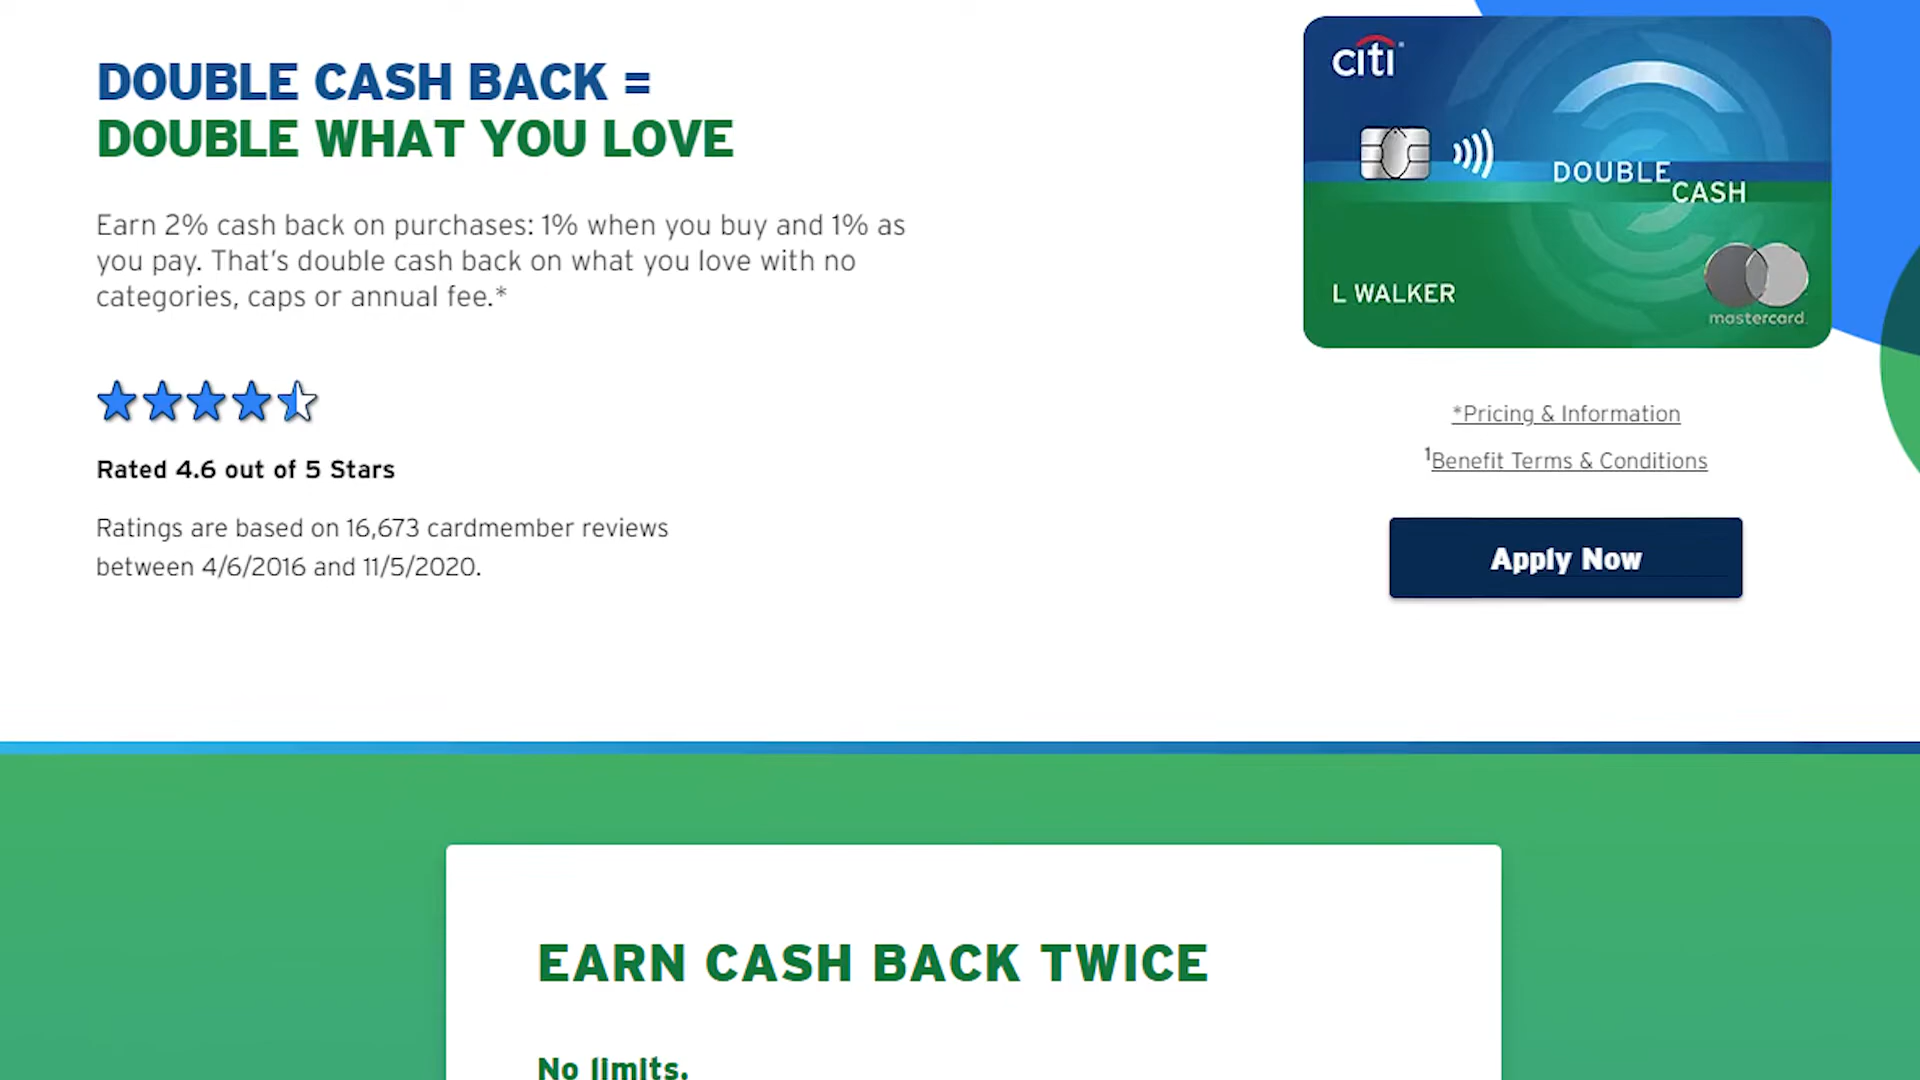 DOUBLE CASH BACK =
DOUBLE WHAT YOU LOVE
Earn 2% cash back on purchases: 1% when you buy and 1% as
you pay. That's double cash back on what you love with no
categories, caps or annual fee.*
Rated 4.6 out of 5 Stars
Ratings are based on 16,673 cardmember reviews
between 4/6/2016 and 11/5/2020.
citi
DOUBLE
CASH
L WALKER
mastercard.
*Pricing & Information
1Benefit Terms & Conditions
Apply Now
EARN CASH BACK TWICE
No limits.